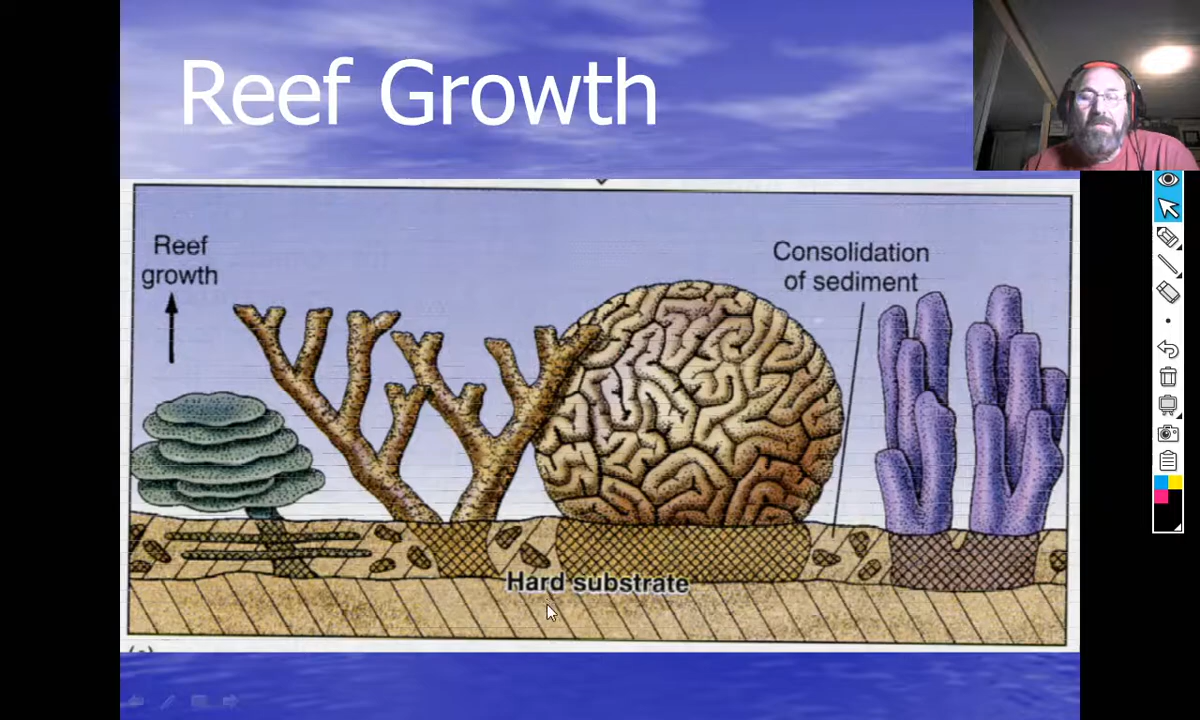 Reef Growth
Reef
growth
Consolidation
of sediment
Hard substrate